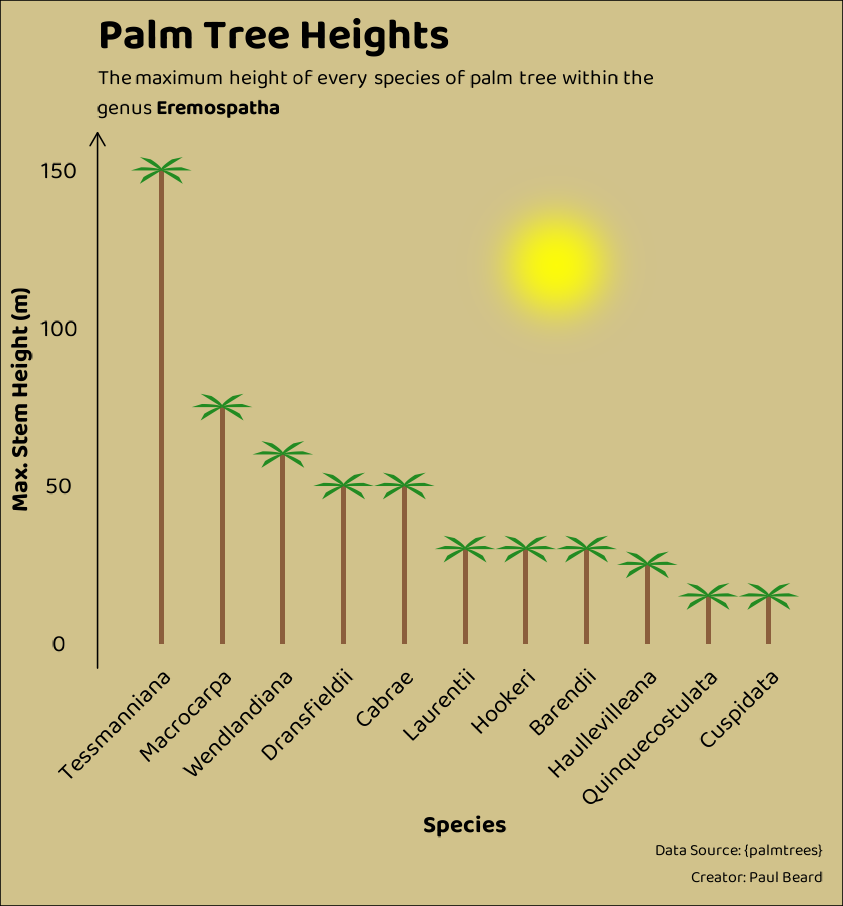 Palm Tree Heights
The maximum height of every species of palm tree within the
genus Eremospatha
150
100
50
0
Max. Stem Height (m)
Tessmanniana
Macrocarpa
Wendlandiana
Dransfieldii
Cabrae
Laurentii
Hookeri
Barendii
Haullevilleana
Quinquecostulata
Cuspidata
Species
Data Source: {palmtrees}
Creator: Paul Beard